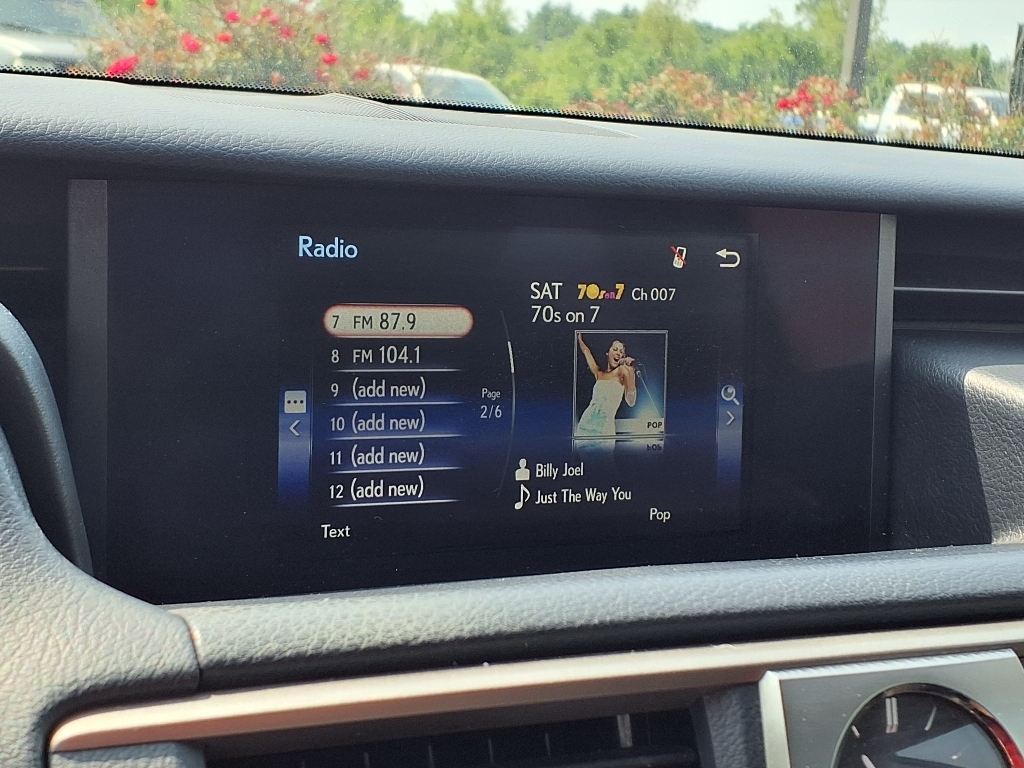 Radio
SAT 70s on 7 Ch 007
70s on 7
7 FM 87.9
8 FM 104.1
9 (add new)
10 (add new)
11 (add new)
12 (add new)
Page
2/6
POP
Billy Joel
Just The Way You
Pop
Text